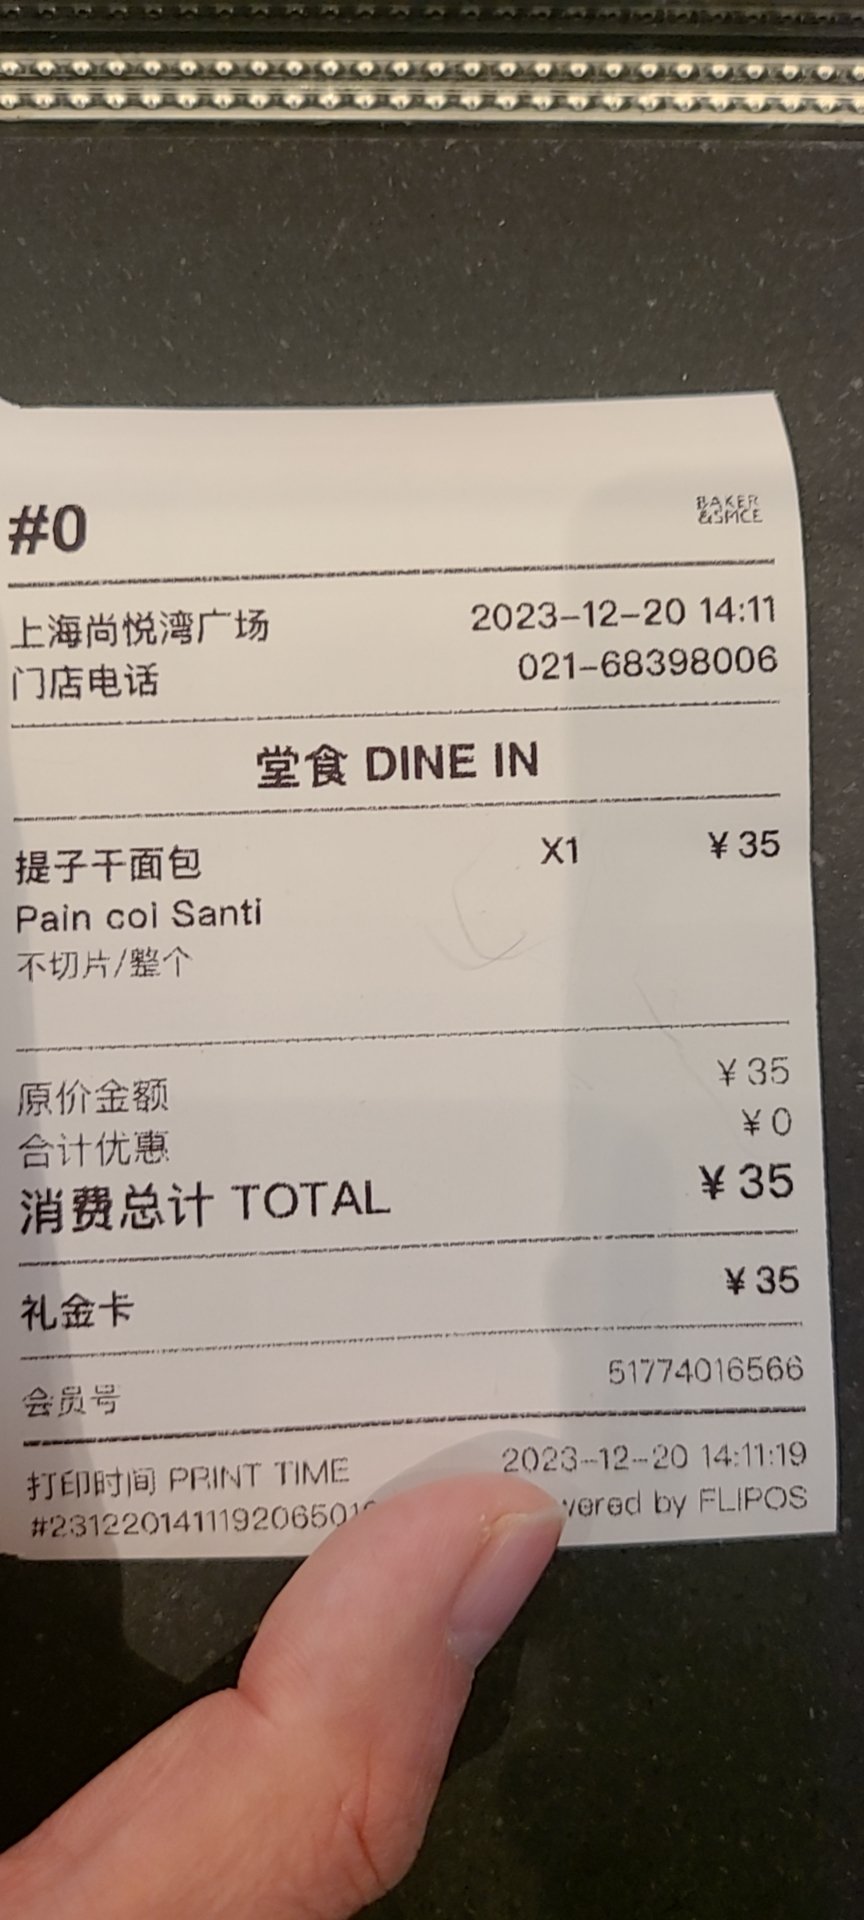 #0
BAKER
&SPICE
上海尚悦湾广场 2023-12-20 14:11
门店电话 021-68398006
堂食 DINE IN
提子干面包 X1 ¥35
Pain coi Santi
不切片/整个
原价金额 ¥35
合计优惠 ¥0
消费总计 TOTAL ¥35
礼金卡 ¥35
会员号 51774016566
打印时间 PRINT TIME 2023-12-20 14:11:19
#23122014111920650 wered by FLIPOS